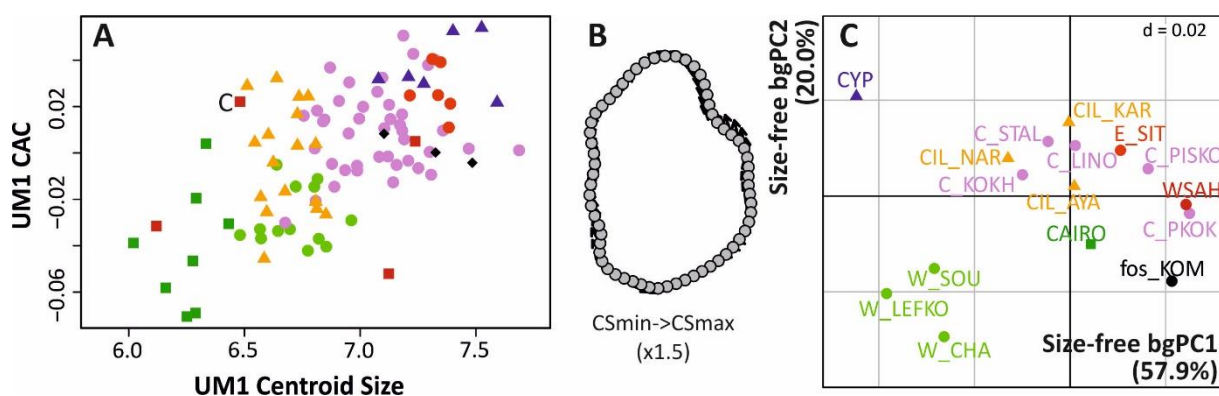 A
C
UM1 CAC
0.02
−0.02
−0.06
6.0 6.5 7.0 7.5
UM1 Centroid Size
B
CSmin->CSmax
(x1.5)
C
d = 0.02
Size-free bgPC2
(20.0%)
CYP
CIL_KAR
C_STAL
E_SIT
CIL_NAR
C_LINO
C_PISKO
C_KOKH
WSAH
CIL_AYA
C_PKOK
CAIRO
fos_KOM
W_SOU
W_LEFKO
W_CHA
Size-free bgPC1
(57.9%)